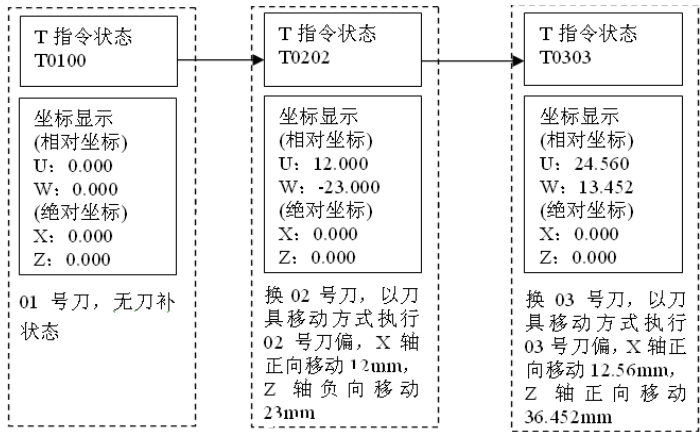 T 指令状态
T0100
坐标显示
(相对坐标)
U：0.000
W：0.000
(绝对坐标)
X：0.000
Z：0.000
01 号刀，无刀补
状态
T 指令状态
T0202
坐标显示
(相对坐标)
U：12.000
W：-23.000
(绝对坐标)
X：0.000
Z：0.000
换 02 号刀，以刀
具移动方式执行
02 号刀偏，X 轴
正向移动 12mm，
Z 轴负向移动
23mm
T 指令状态
T0303
坐标显示
(相对坐标)
U：24.560
W：13.452
(绝对坐标)
X：0.000
Z：0.000
换 03 号刀，以刀
具移动方式执行
03 号刀偏，X 轴正
向移动 12.56mm，
Z 轴正向移动
36.452mm